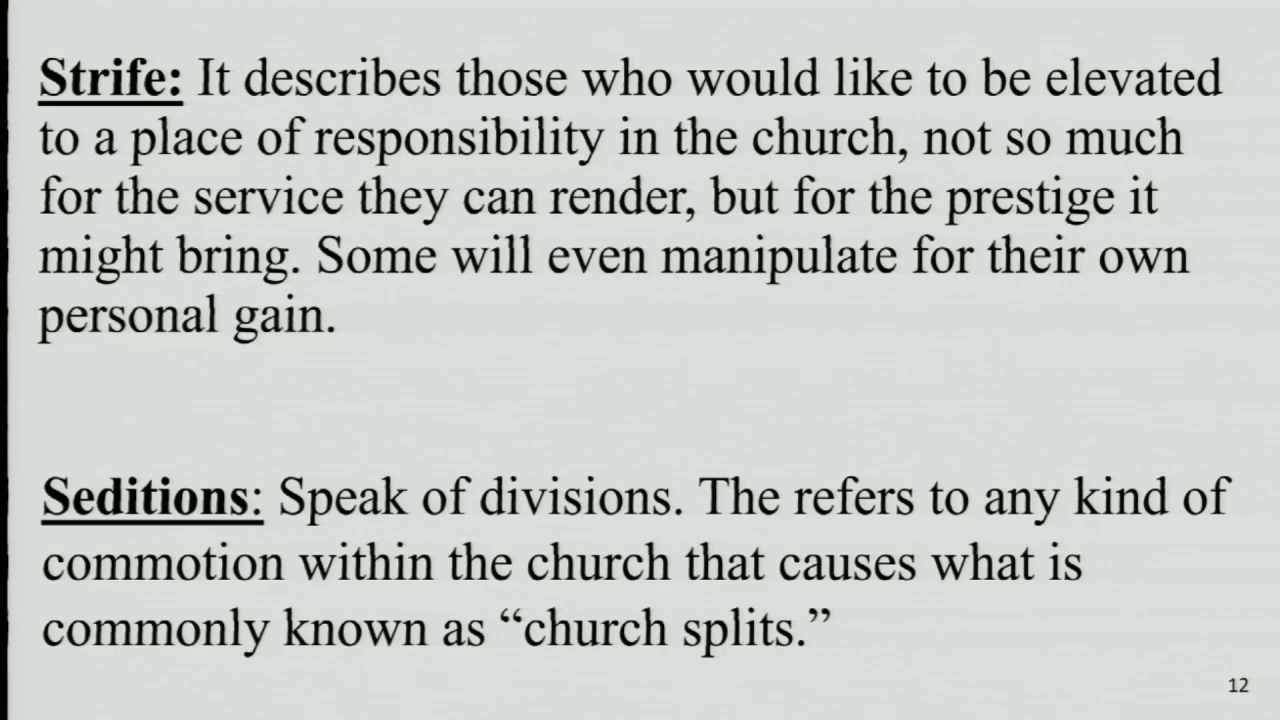 Strife: It describes those who would like to be elevated
to a place of responsibility in the church, not so much
for the service they can render, but for the prestige it
might bring. Some will even manipulate for their own
personal gain.
Seditions: Speak of divisions. The refers to any kind of
commotion within the church that causes what is
commonly known as “church splits.”
12